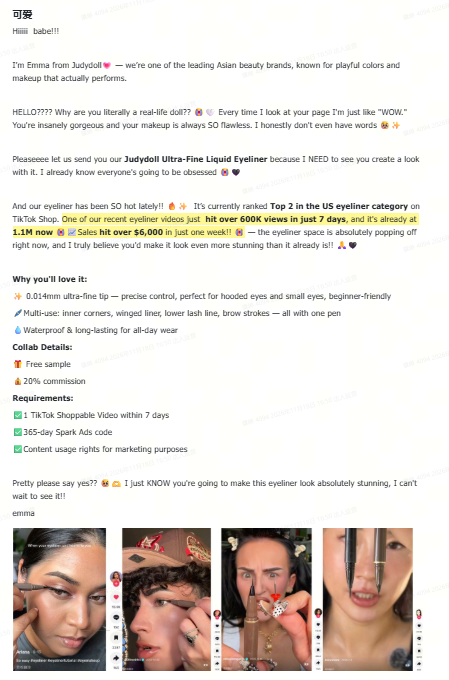 可爱
Hiiiii babe!!!
I'm Emma from Judydoll💗 — we're one of the leading Asian beauty brands, known for playful colors and
makeup that actually performs.
HELLO???? Why are you literally a real-life doll?? Every time I look at your page I'm just like "WOW."
You're insanely gorgeous and your makeup is always SO flawless. I honestly don't even have words 🥹✨
Pleaseeee let us send you our Judydoll Ultra-Fine Liquid Eyeliner because I NEED to see you create a look
with it. I already know everyone's going to be obsessed 🖤
And our eyeliner has been SO hot lately!! 🔥✨ It's currently ranked Top 2 in the US eyeliner category on
TikTok Shop. One of our recent eyeliner videos just hit over 600K views in just 7 days, and it's already at
1.1M now 📈Sales hit over $6,000 in just one week!! — the eyeliner space is absolutely popping off
right now, and I truly believe you'd make it look even more stunning than it already is!! 🙏🖤
Why you'll love it:
✨ 0.014mm ultra-fine tip — precise control, perfect for hooded eyes and small eyes, beginner-friendly
🖊️Multi-use: inner corners, winged liner, lower lash line, brow strokes — all with one pen
💧Waterproof & long-lasting for all-day wear
Collab Details:
🎁 Free sample
💰20% commission
Requirements:
✅1 TikTok Shoppable Video within 7 days
✅365-day Spark Ads code
✅Content usage rights for marketing purposes
Pretty please say yes?? 🥹🫶 I just KNOW you're going to make this eyeliner look absolutely stunning, I can't
wait to see it!!
emma